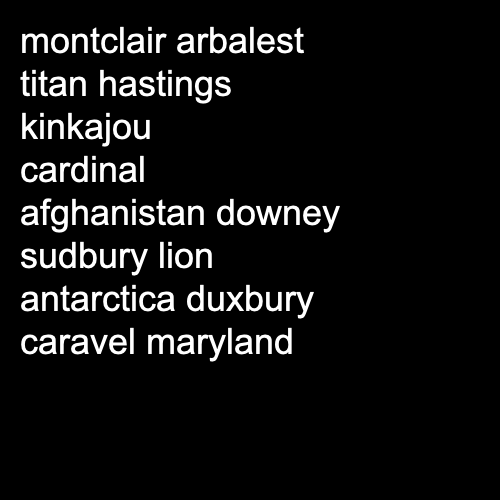 montclair arbalest
titan hastings
kinkajou
cardinal
afghanistan downey
sudbury lion
antarctica duxbury
caravel maryland